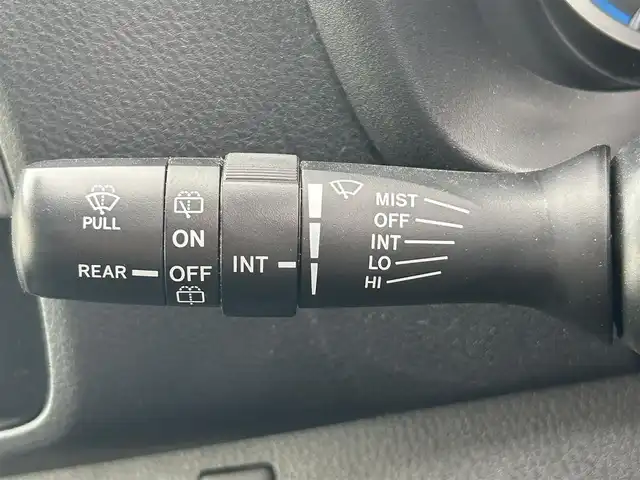 PULL
REAR
ON
OFF
INT
MIST
OFF
INT
LO
HI